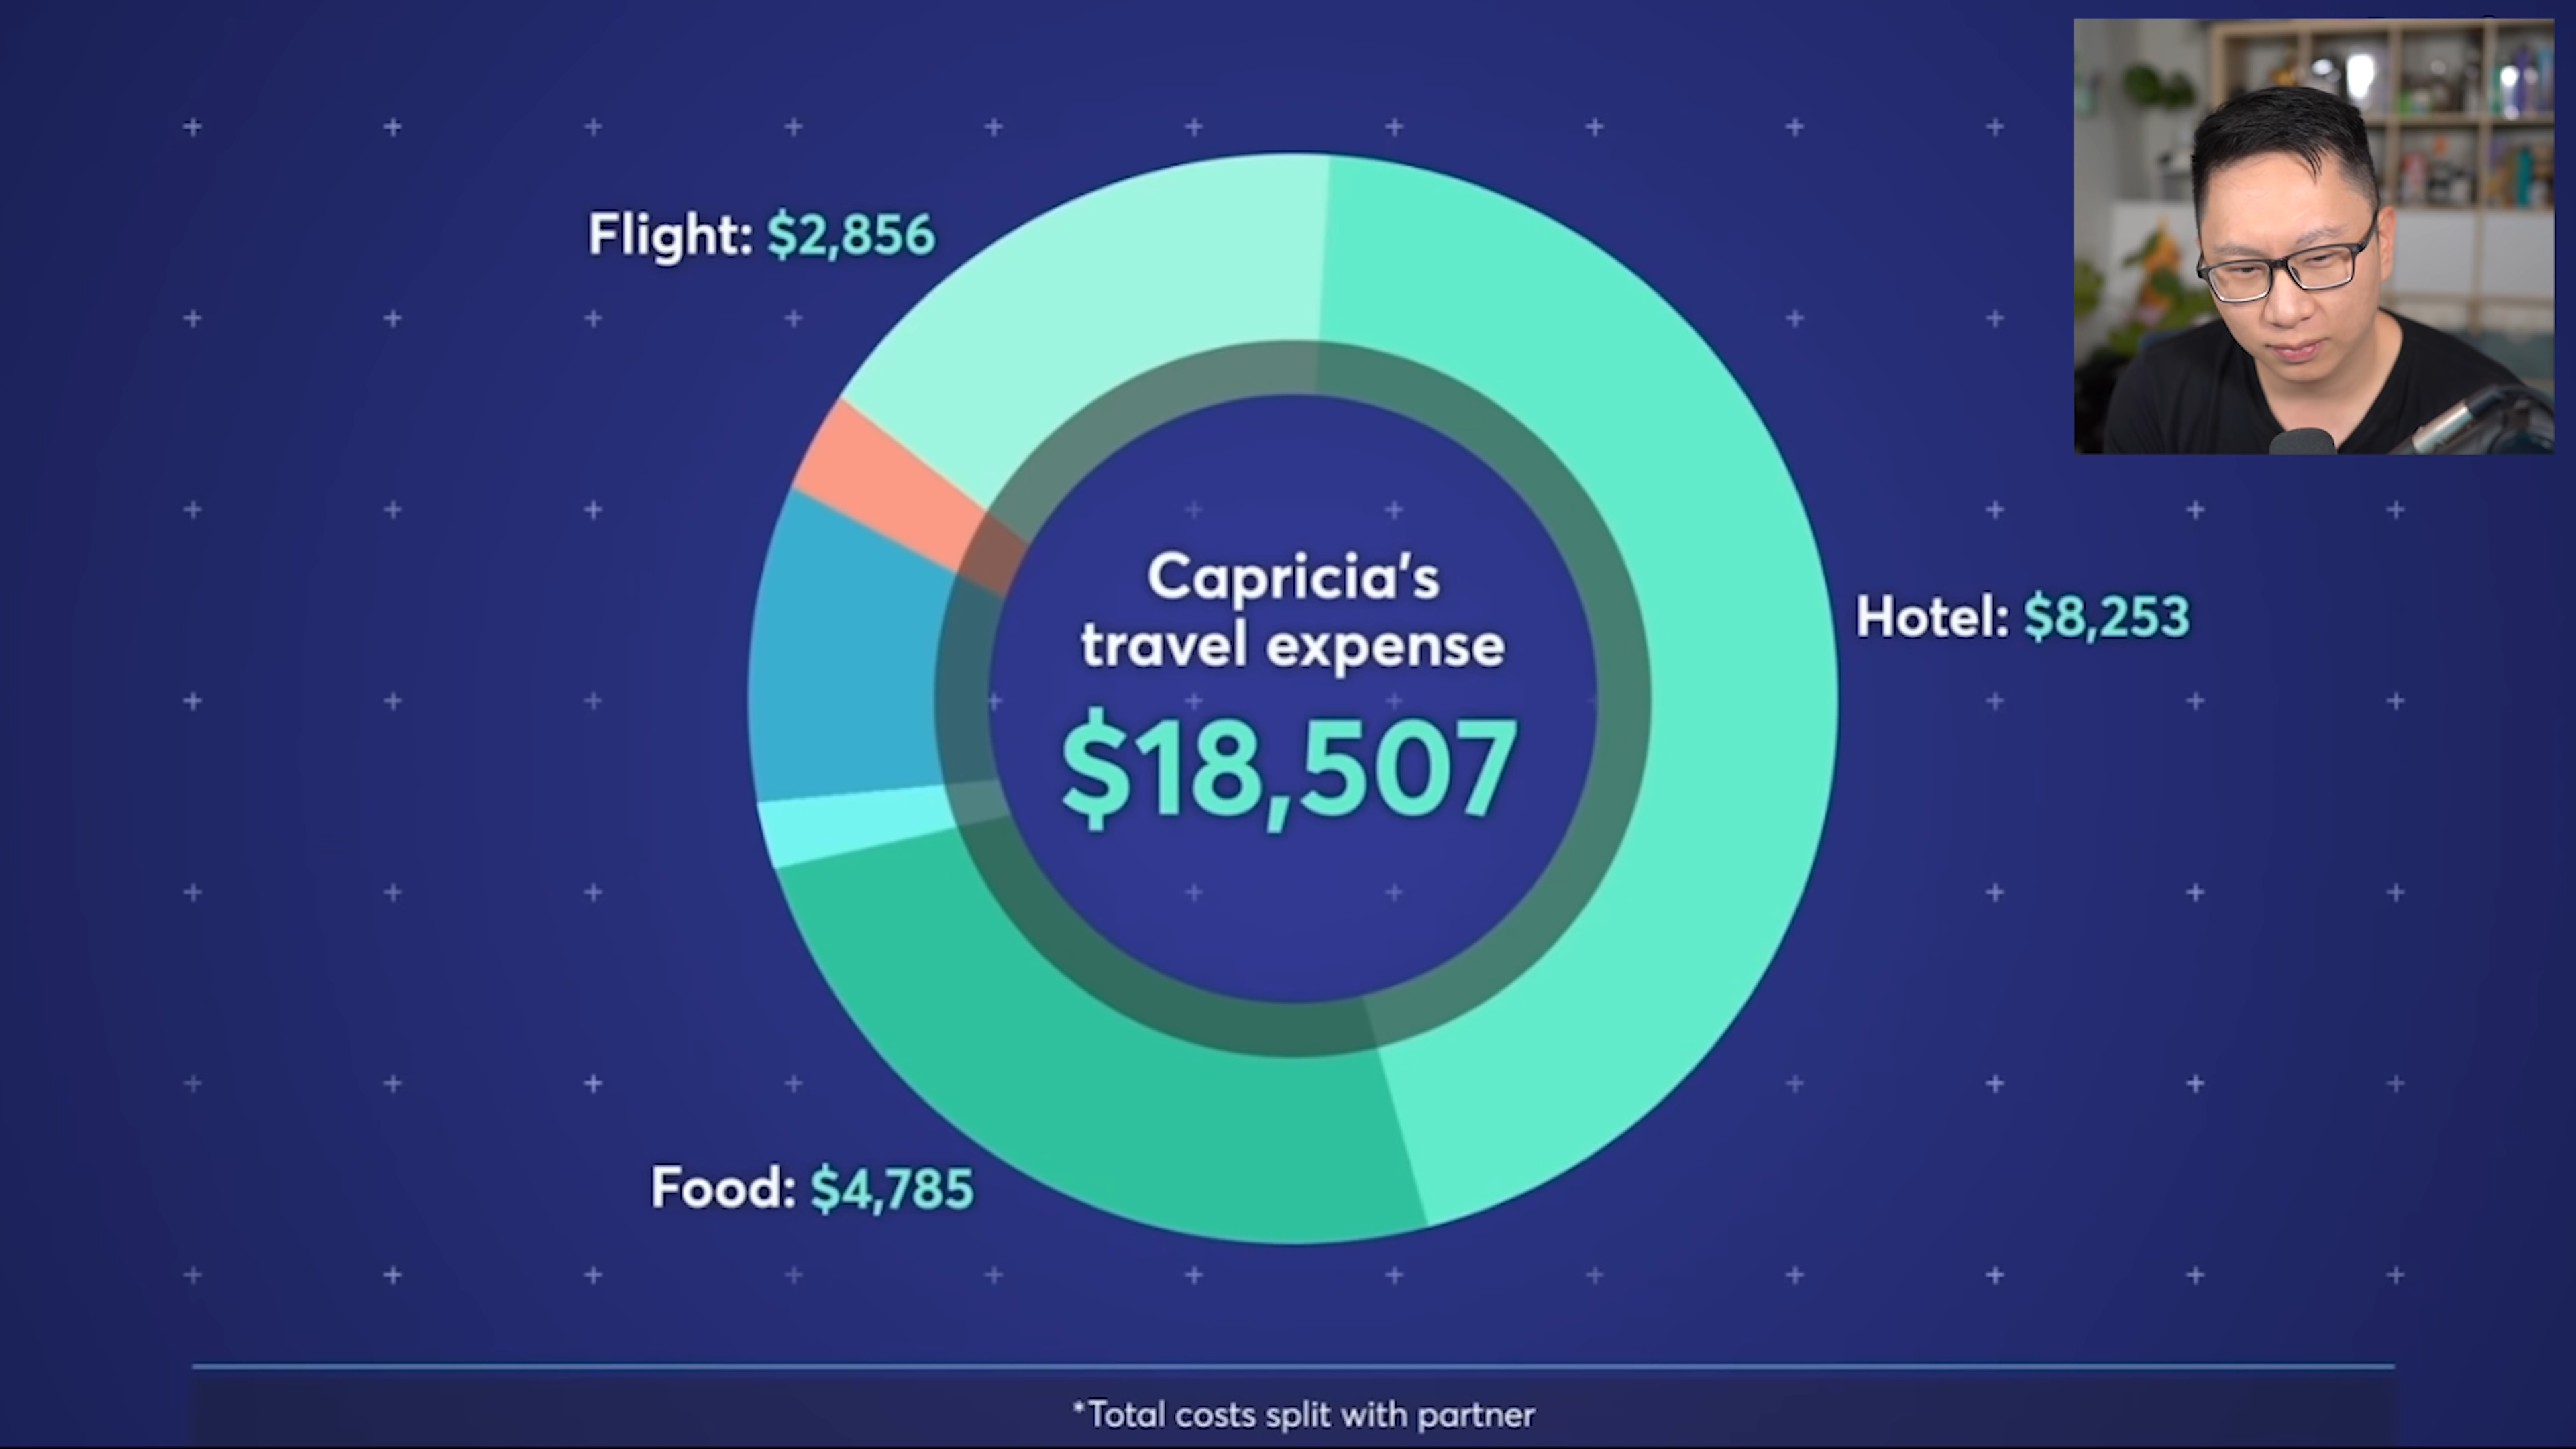 Flight: $2,856
Capricia's
travel expense
$18,507
Hotel: $8,253
Food: $4,785
*Total costs split with partner